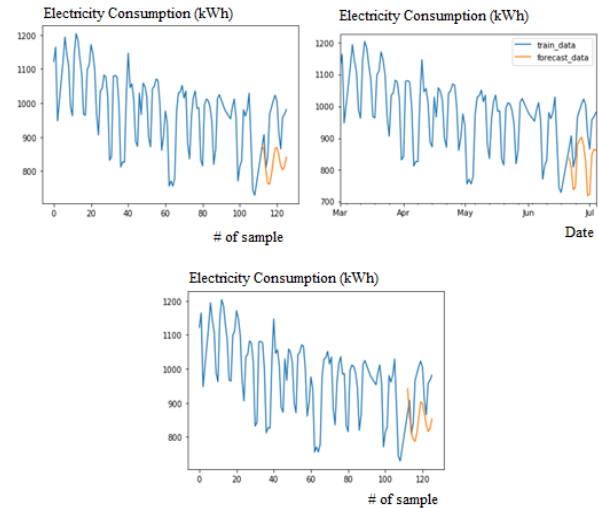 Electricity Consumption (kWh)
1200
1100
1000
900
800
0 20 40 60 80 100 120
# of sample
Electricity Consumption (kWh)
train_data
forecast_data
1200
1100
1000
900
800
700
Mar Apr May Jun Jul
Date
Electricity Consumption (kWh)
1200
1100
1000
900
800
0 20 40 60 80 100 120
# of sample